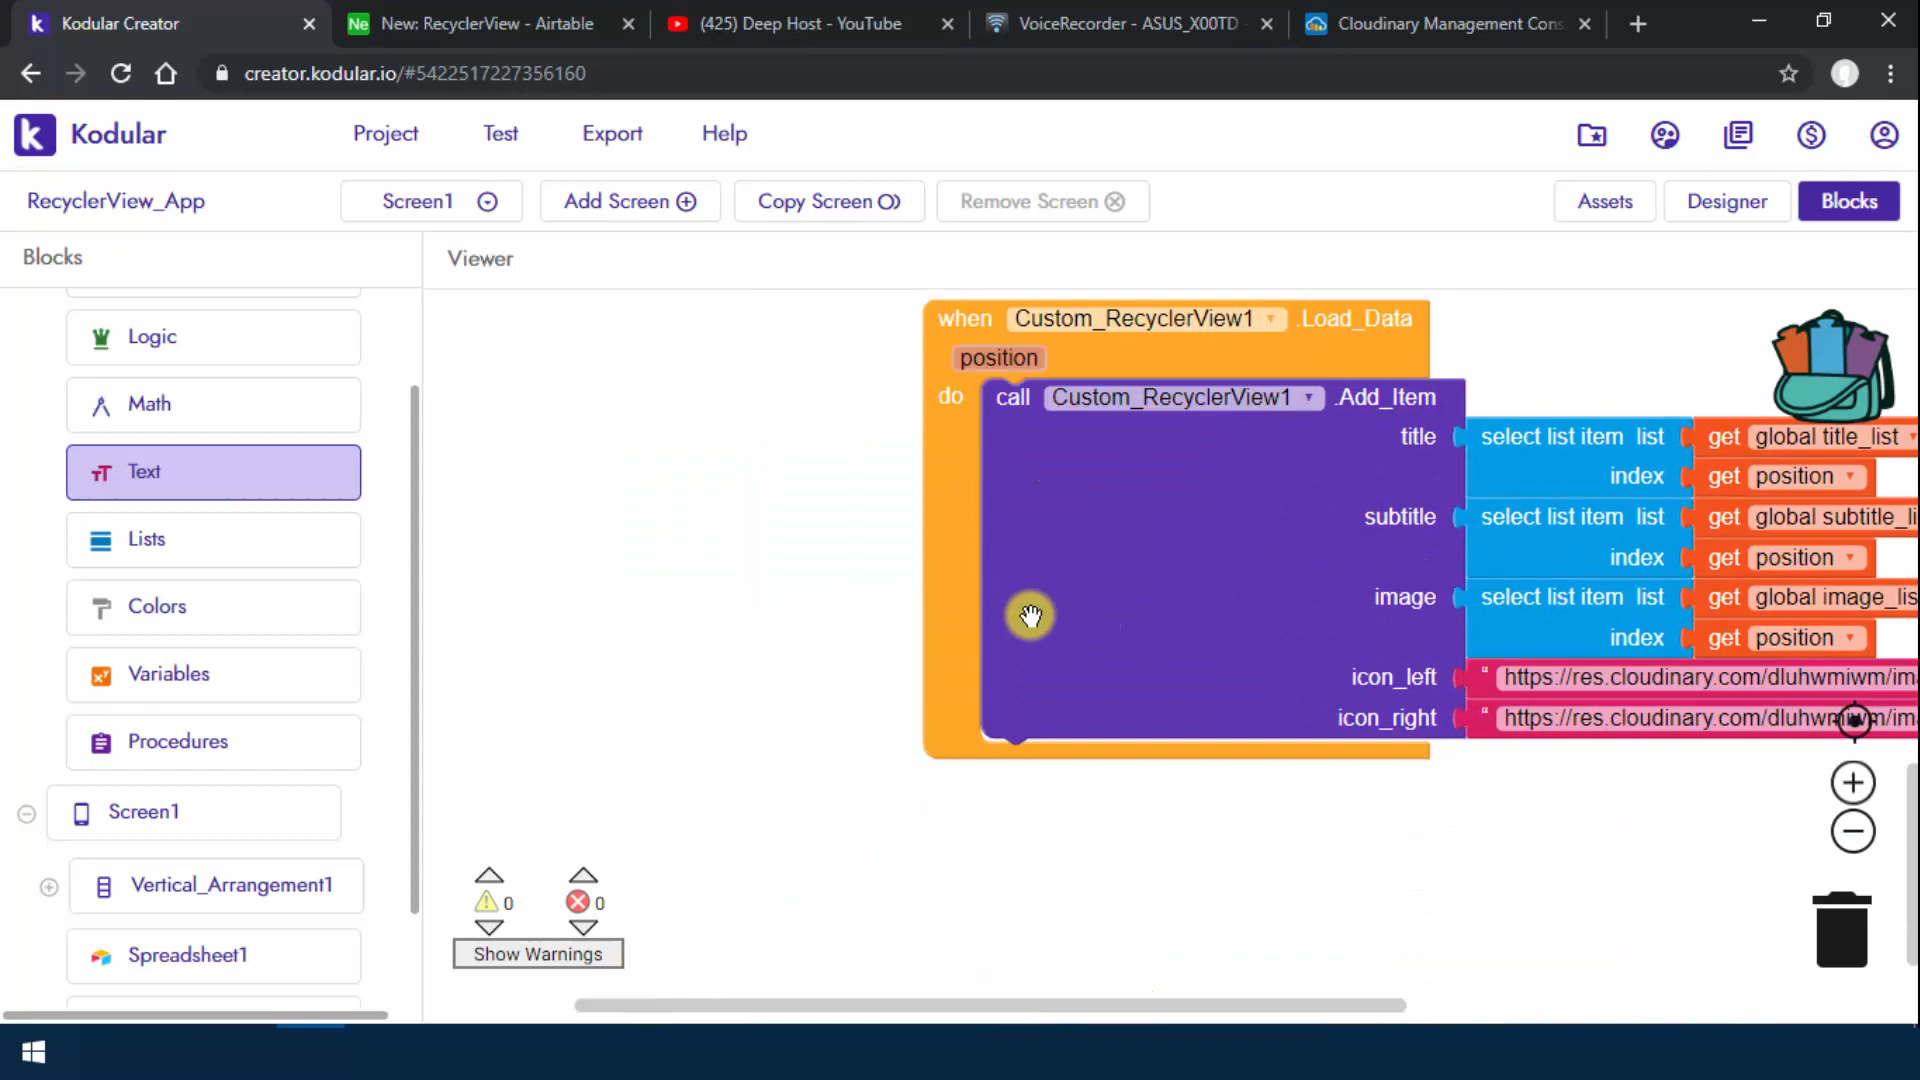 Kodular Creator
Ne New: RecyclerView - Airtable
(425) Deep Host - YouTube
VoiceRecorder - ASUS_X00TD
Cloudinary Management Cons
creator.kodular.io/#5422517227356160
k Kodular
Project
Test
Export
Help
RecyclerView_App
Screen1
Add Screen
Copy Screen
Remove Screen
Assets
Designer
Blocks
Blocks
Viewer
Logic
Math
Text
Lists
Colors
Variables
Procedures
Screen1
Vertical_Arrangement1
Spreadsheet1
when Custom_RecyclerView1 .Load_Data
position
do call Custom_RecyclerView1 .Add_Item
title select list item list get global title_list
index get position
subtitle select list item list get global subtitle_li
index get position
image select list item list get global image_lis
index get position
icon_left “ https://res.cloudinary.com/dluhwmiwm/im
icon_right “ https://res.cloudinary.com/dluhwmiwm/im
0 0
Show Warnings